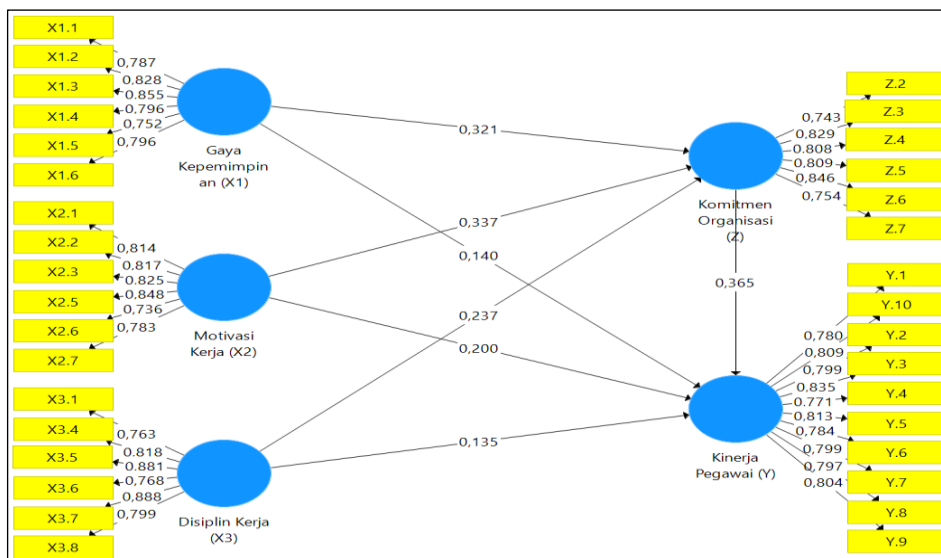 X1.1
X1.2
X1.3
X1.4
X1.5
X1.6
0,787
0,828
0,855
0,796
0,752
0,796
Gaya
Kepemimpin
an (X1)
X2.1
X2.2
X2.3
X2.5
X2.6
X2.7
0,814
0,817
0,825
0,848
0,736
0,783
Motivasi
Kerja (X2)
X3.1
X3.4
X3.5
X3.6
X3.7
X3.8
0,763
0,818
0,881
0,768
0,888
0,799
Disiplin Kerja
(X3)
0,321
0,337
0,140
0,237
0,200
0,135
0,365
Komitmen
Organisasi
(Z)
0,743
0,829
0,808
0,809
0,846
0,754
Z.2
Z.3
Z.4
Z.5
Z.6
Z.7
Kinerja
Pegawai (Y)
0,780
0,809
0,799
0,835
0,771
0,813
0,784
0,799
0,797
0,804
Y.1
Y.10
Y.2
Y.3
Y.4
Y.5
Y.6
Y.7
Y.8
Y.9